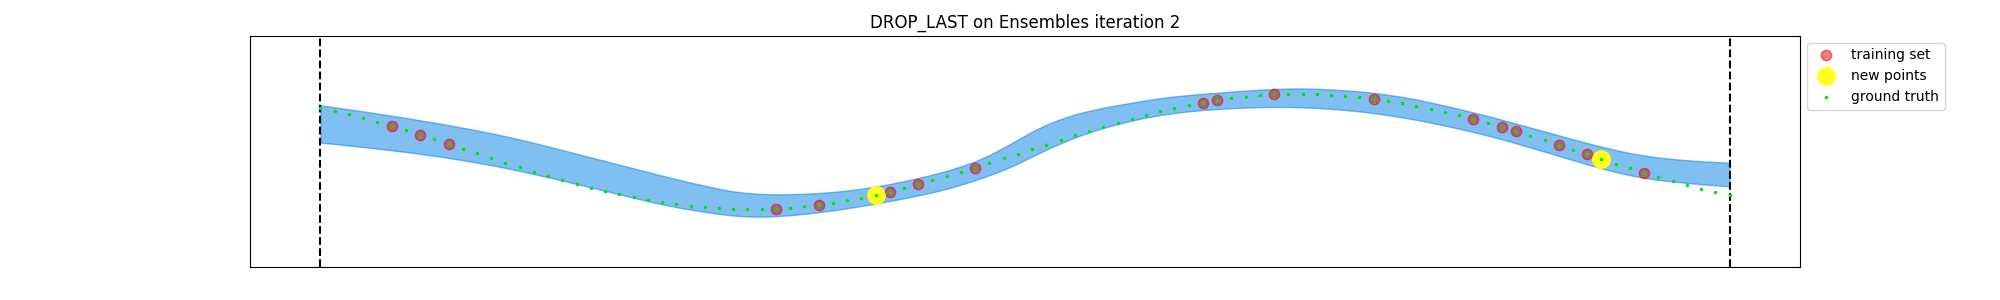 DROP_LAST on Ensembles iteration 2
training set
new points
ground truth